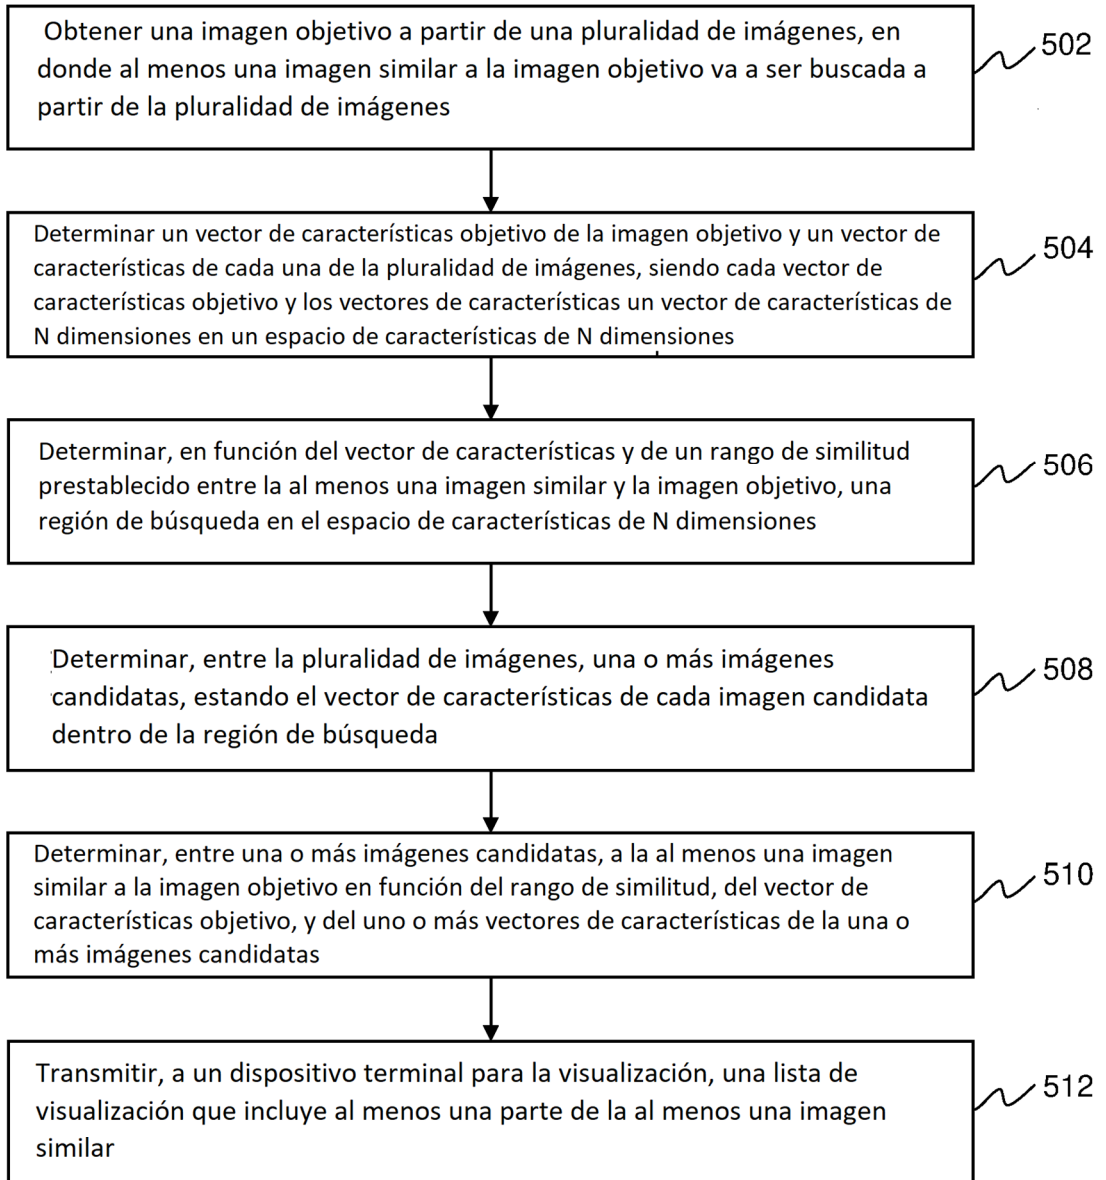 Obtener una imagen objetivo a partir de una pluralidad de imágenes, en
donde al menos una imagen similar a la imagen objetivo va a ser buscada a
partir de la pluralidad de imágenes
502
Determinar un vector de características objetivo de la imagen objetivo y un vector de
características de cada una de la pluralidad de imágenes, siendo cada vector de
características objetivo y los vectores de características un vector de características de
N dimensiones en un espacio de características de N dimensiones
504
Determinar, en función del vector de características y de un rango de similitud
prestablecido entre la al menos una imagen similar y la imagen objetivo, una
región de búsqueda en el espacio de características de N dimensiones
506
Determinar, entre la pluralidad de imágenes, una o más imágenes
candidatas, estando el vector de características de cada imagen candidata
dentro de la región de búsqueda
508
Determinar, entre una o más imágenes candidatas, a la al menos una imagen
similar a la imagen objetivo en función del rango de similitud, del vector de
características objetivo, y del uno o más vectores de características de la una o
más imágenes candidatas
510
Transmitir, a un dispositivo terminal para la visualización, una lista de
visualización que incluye al menos una parte de la al menos una imagen
similar
512